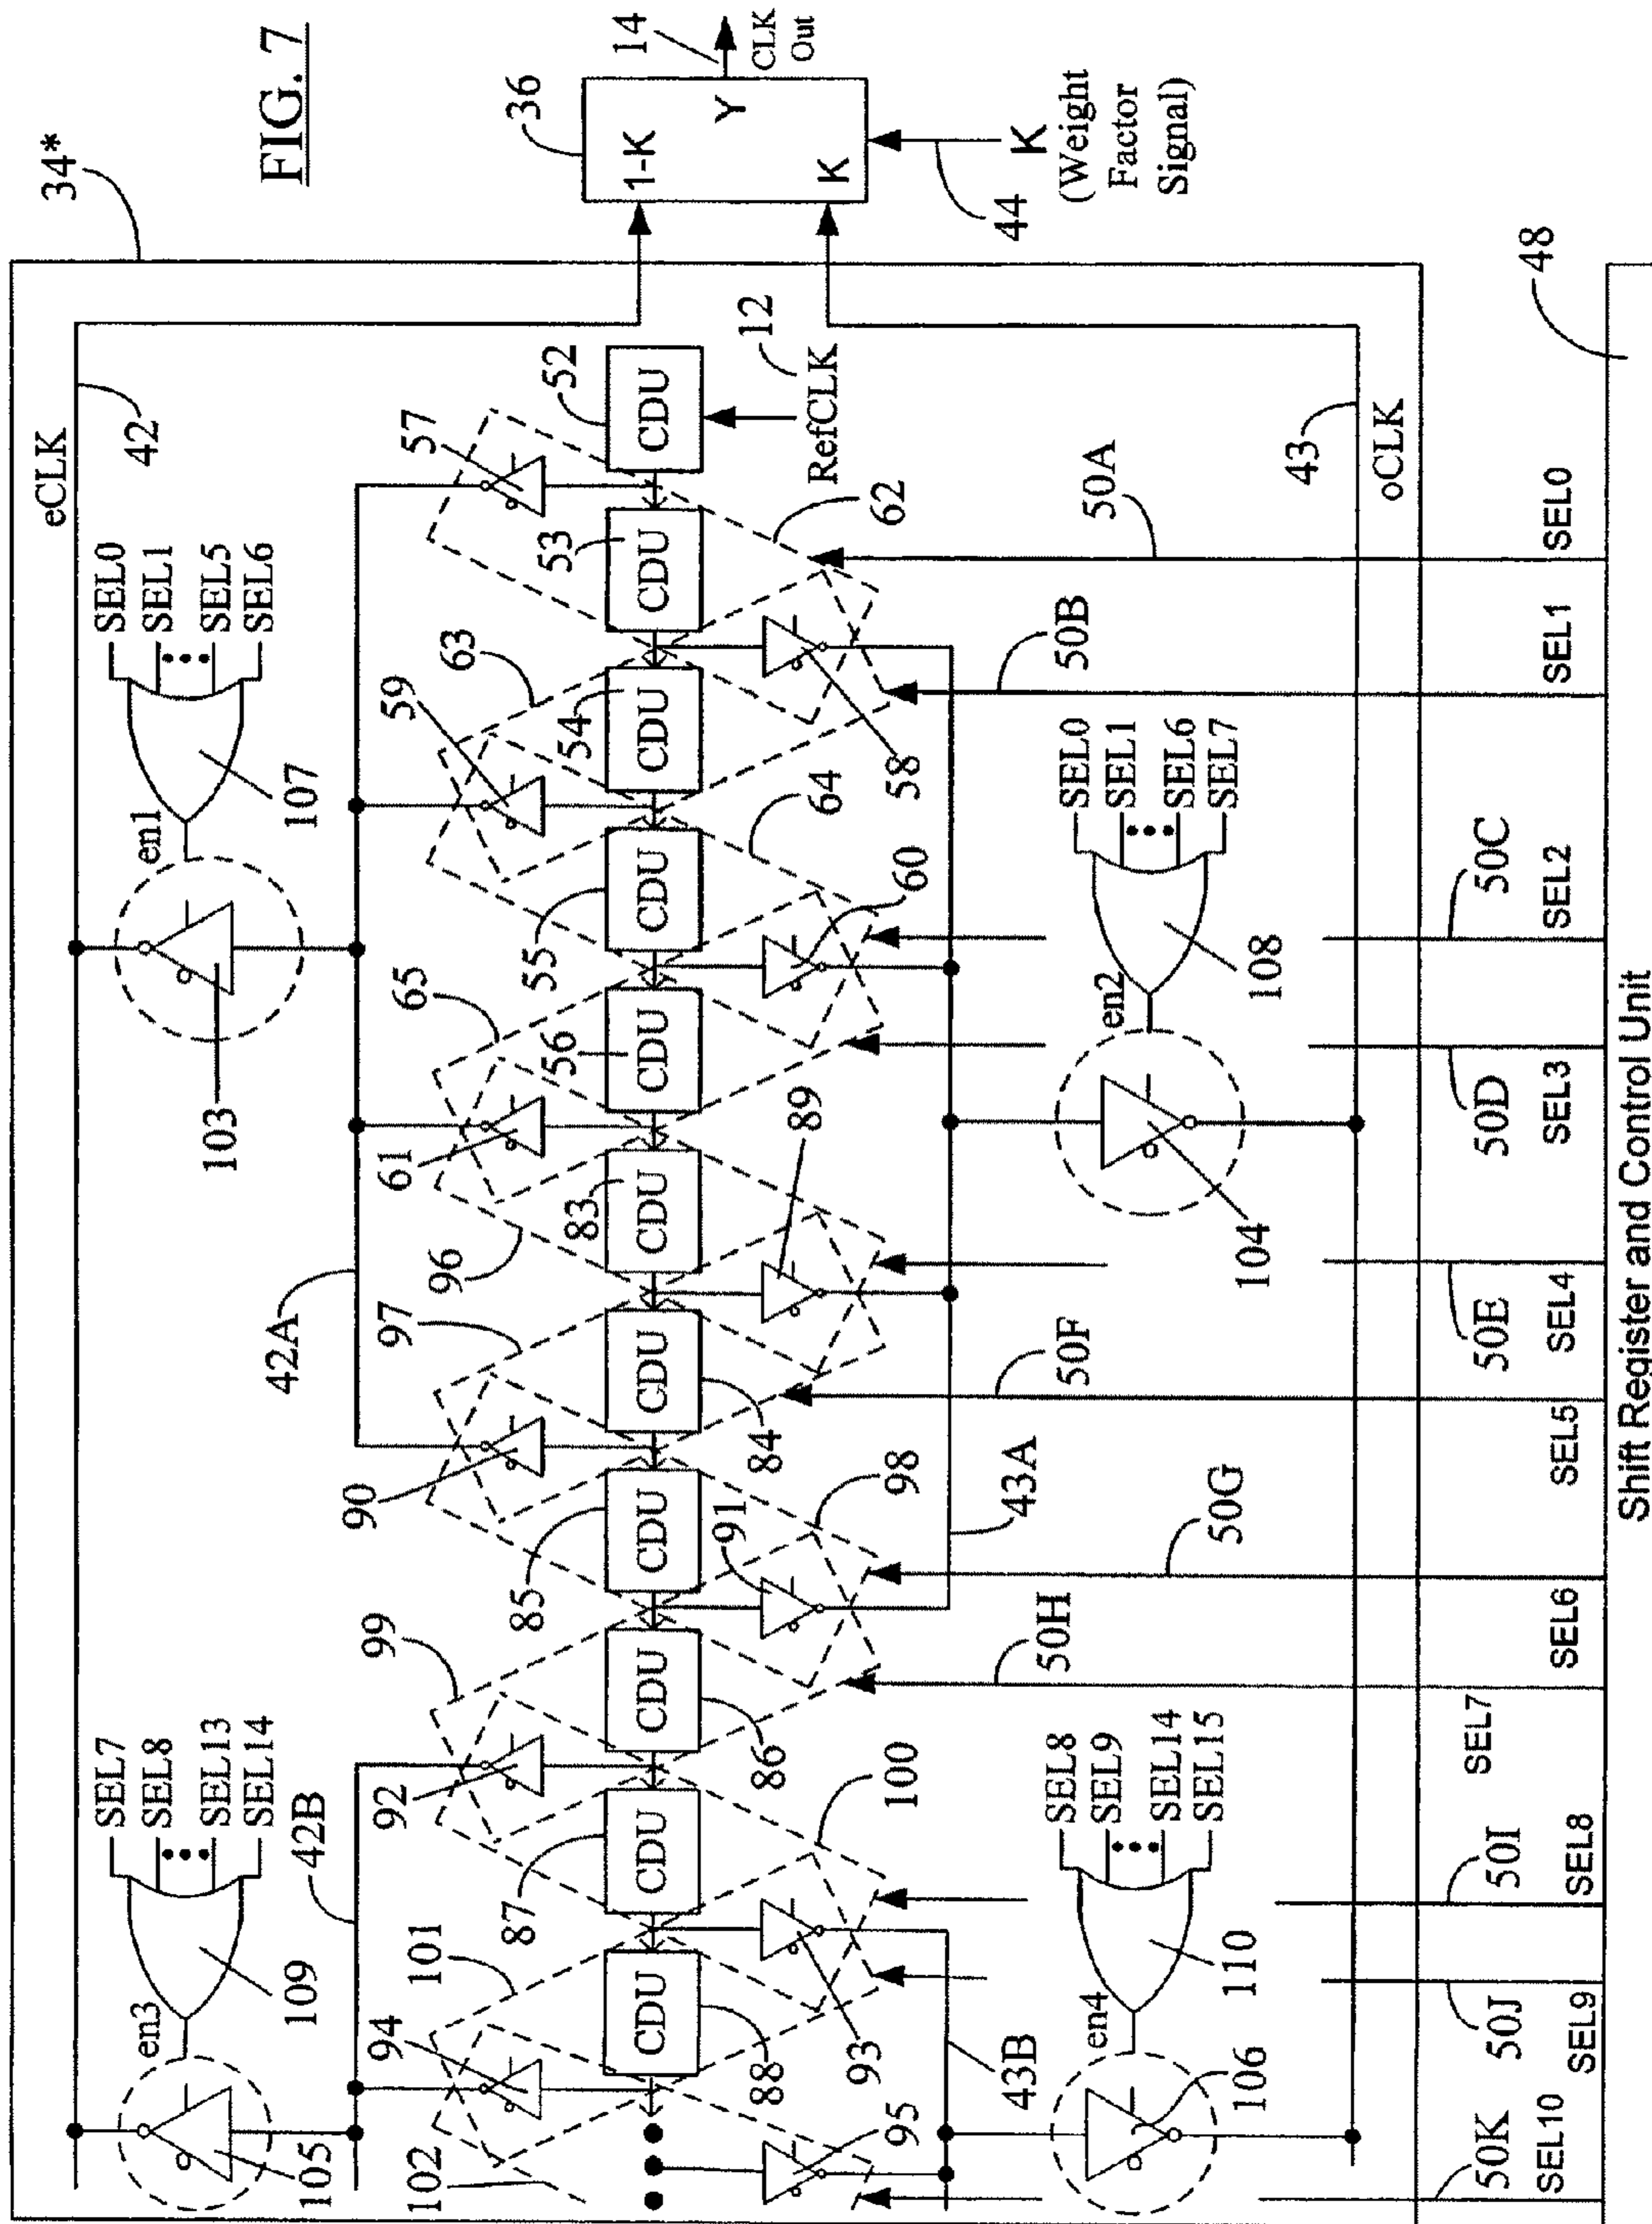 FIG. 7
34*
36
14
CLK
Out
1-K
Y
K
K
(Weight
Factor
Signal)
44
eCLK
42
12
RefCLK
43
oCLK
48
SEL0
SEL1
SEL5
SEL6
107
en1
103
42A
57
59
61
90
63
65
96
97
52
CDU
53
CDU
54
CDU
55
CDU
56
CDU
83
CDU
CDU
84
85
CDU
CDU
86
87
CDU
CDU
88
62
64
58
60
89
91
98
43A
SEL0
SEL1
SEL6
SEL7
108
en2
104
SEL7
SEL8
SEL13
SEL14
109
en3
105
42B
99
92
100
101
94
102
93
95
43B
SEL8
SEL9
SEL14
SEL15
110
en4
106
50A
SEL0
50B
SEL1
50C
SEL2
50D
SEL3
50E
SEL4
50F
SEL5
50G
SEL6
50H
SEL7
50I
SEL8
50J
SEL9
50K
SEL10
Shift Register and Control Unit